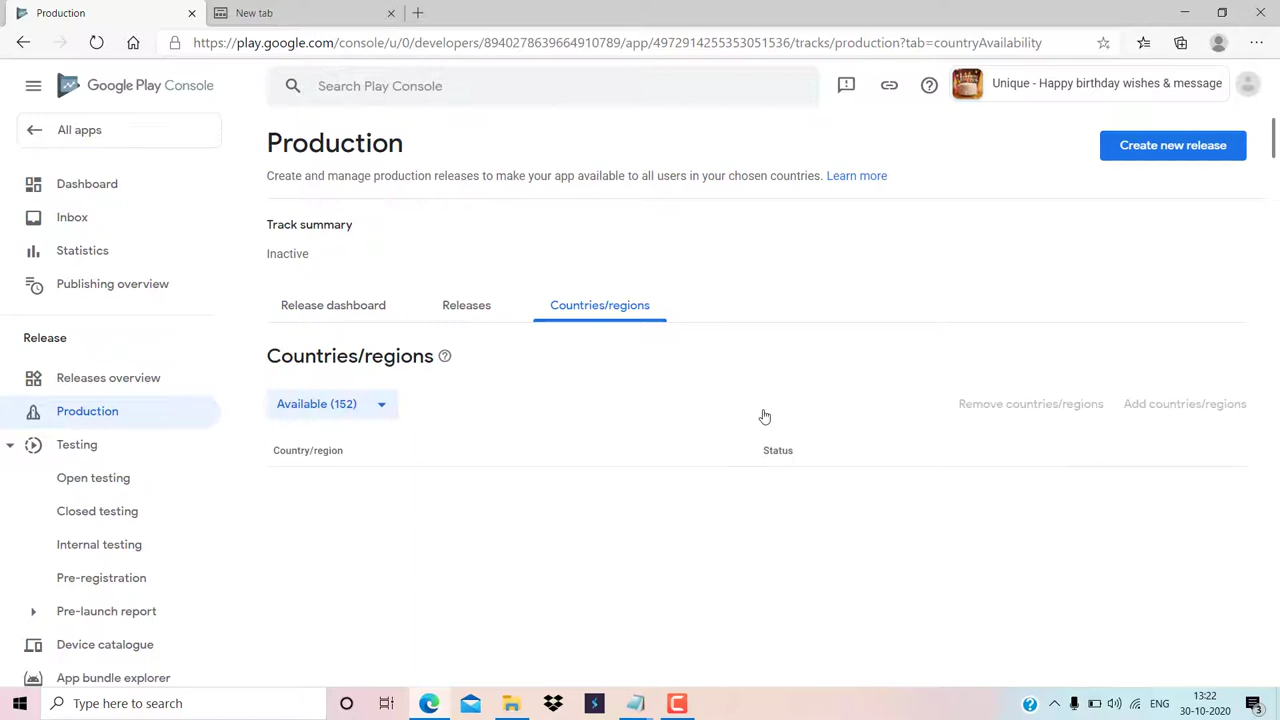 Production
New tab
https://play.google.com/console/u/0/developers/8940278639664910789/app/4972914255353051536/tracks/production?tab=countryAvailability
Google Play Console
Search Play Console
Unique - Happy birthday wishes & message
All apps
Dashboard
Inbox
Statistics
Publishing overview
Release
Releases overview
Production
Testing
Open testing
Closed testing
Internal testing
Pre-registration
Pre-launch report
Device catalogue
App bundle explorer
Production
Create new release
Create and manage production releases to make your app available to all users in your chosen countries. Learn more
Track summary
Inactive
Release dashboard
Releases
Countries/regions
Countries/regions
Available (152)
Remove countries/regions
Add countries/regions
Country/region
Status
Type here to search
ENG
13:22
30-10-2020
3